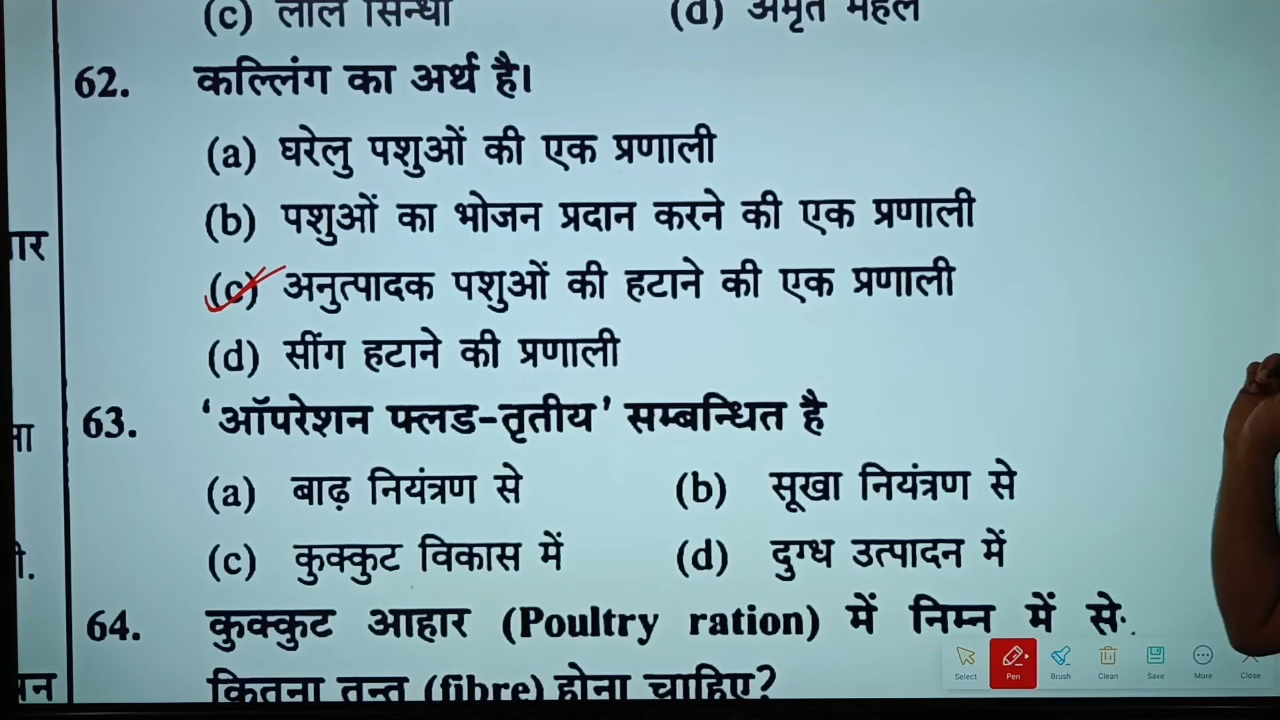 (c) लाल सिन्धी (d) अमृत महल
62. कल्लिंग का अर्थ है।
(a) घरेलु पशुओं की एक प्रणाली
(b) पशुओं का भोजन प्रदान करने की एक प्रणाली
(c) अनुत्पादक पशुओं की हटाने की एक प्रणाली
(d) सींग हटाने की प्रणाली
63. 'ऑपरेशन फ्लड-तृतीय' सम्बन्धित है
(a) बाढ़ नियंत्रण से (b) सूखा नियंत्रण से
(c) कुक्कुट विकास में (d) दुग्ध उत्पादन में
64. कुक्कुट आहार (Poultry ration) में निम्न में से
कितना तन्तु (fibre) होना चाहिए?
Select Pen Brush Clean Save More Close